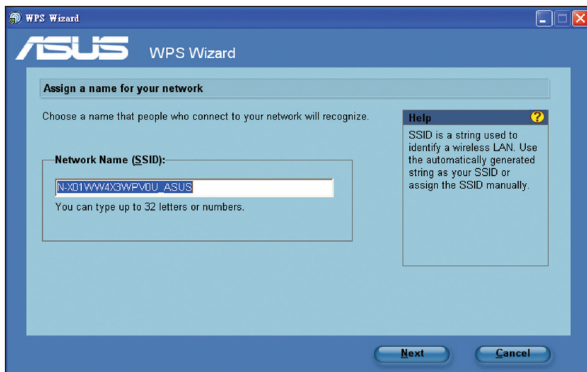 WPS Wizard
ASUS WPS Wizard
Assign a name for your network
Choose a name that people who connect to your network will recognize.
Network Name (SSID):
N-X01WW4X3WPV0U_ASUS
You can type up to 32 letters or numbers.
Help ?
SSID is a string used to
identify a wireless LAN. Use
the automatically generated
string as your SSID or
assign the SSID manually.
Next Cancel